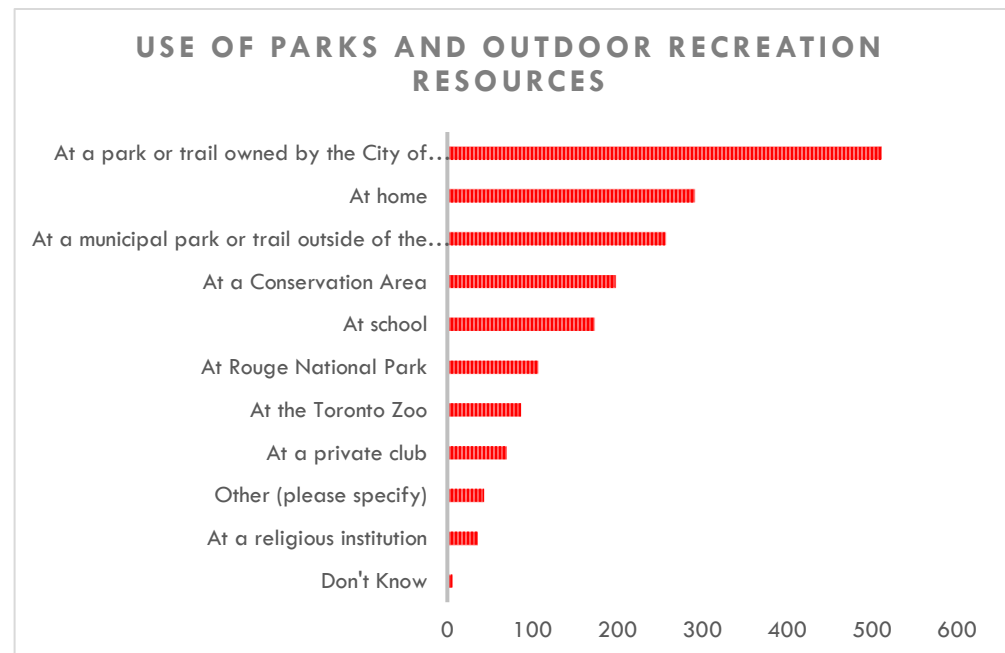 USE OF PARKS AND OUTDOOR RECREATION
RESOURCES
At a park or trail owned by the City of...
At home
At a municipal park or trail outside of the...
At a Conservation Area
At school
At Rouge National Park
At the Toronto Zoo
At a private club
Other (please specify)
At a religious institution
Don't Know
0 100 200 300 400 500 600